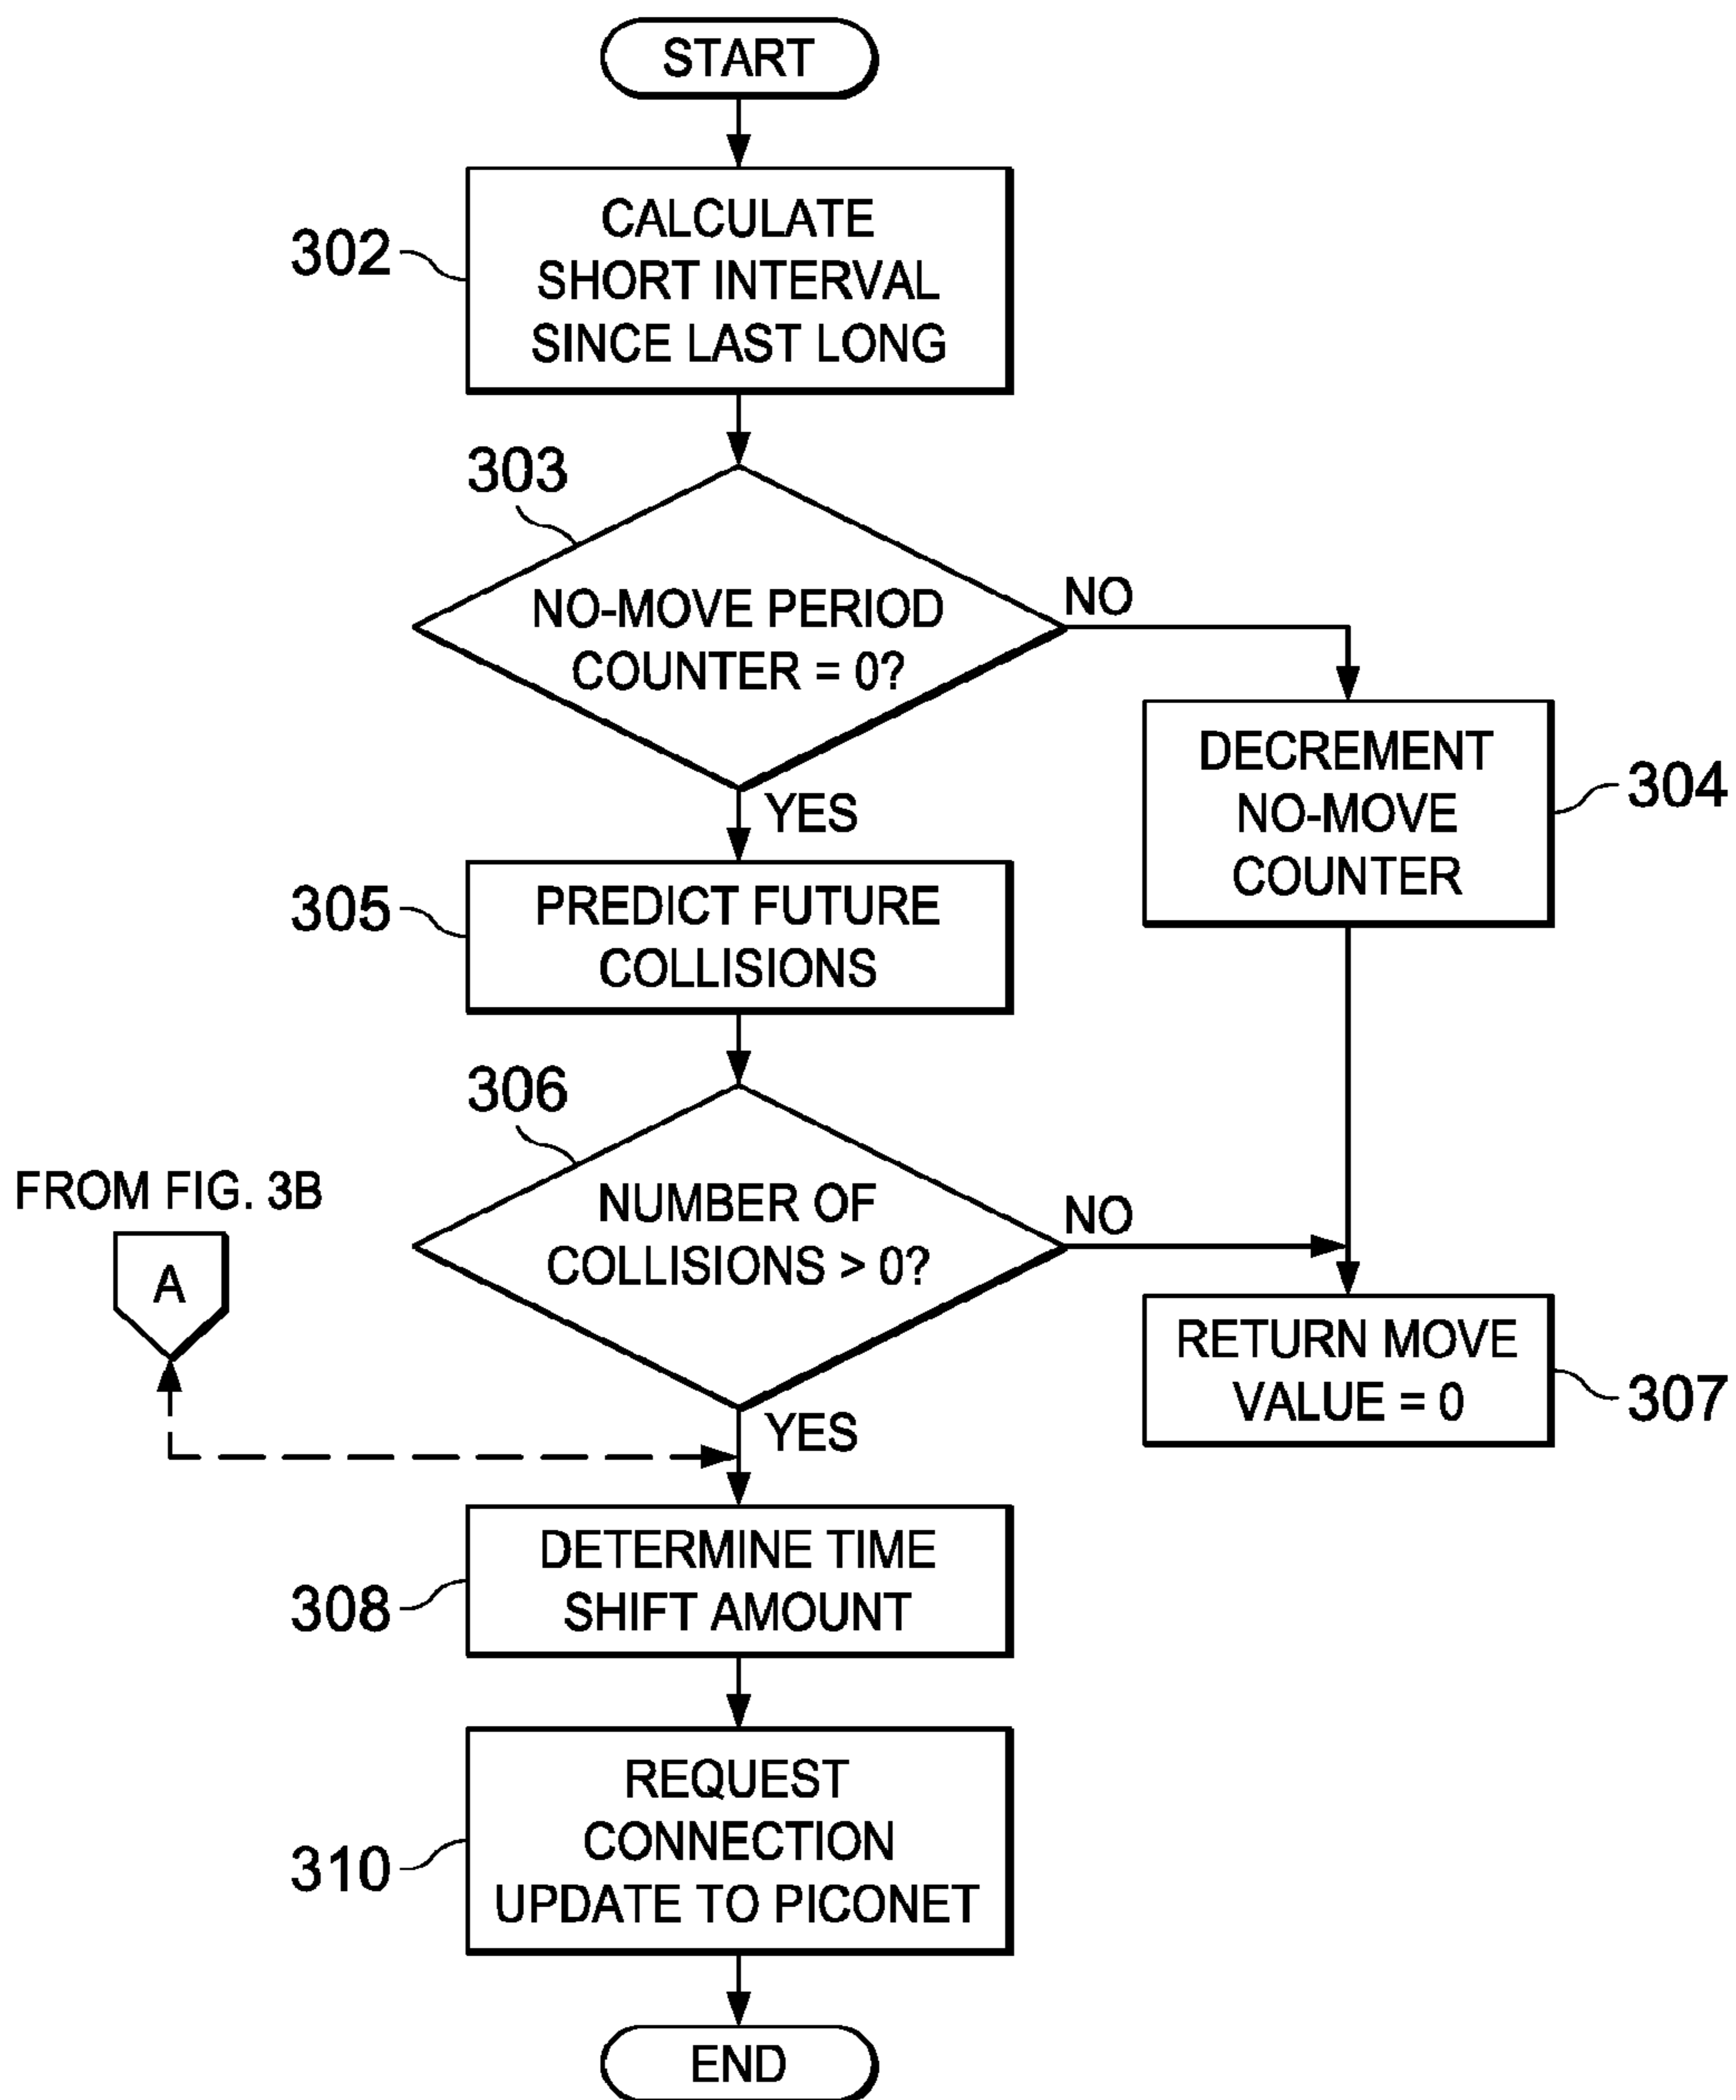 START
302
CALCULATE
SHORT INTERVAL
SINCE LAST LONG
303
NO-MOVE PERIOD
COUNTER = 0?
NO
YES
DECREMENT
NO-MOVE
COUNTER
304
305
PREDICT FUTURE
COLLISIONS
306
NUMBER OF
COLLISIONS > 0?
NO
YES
FROM FIG. 3B
A
RETURN MOVE
VALUE = 0
307
308
DETERMINE TIME
SHIFT AMOUNT
310
REQUEST
CONNECTION
UPDATE TO PICONET
END